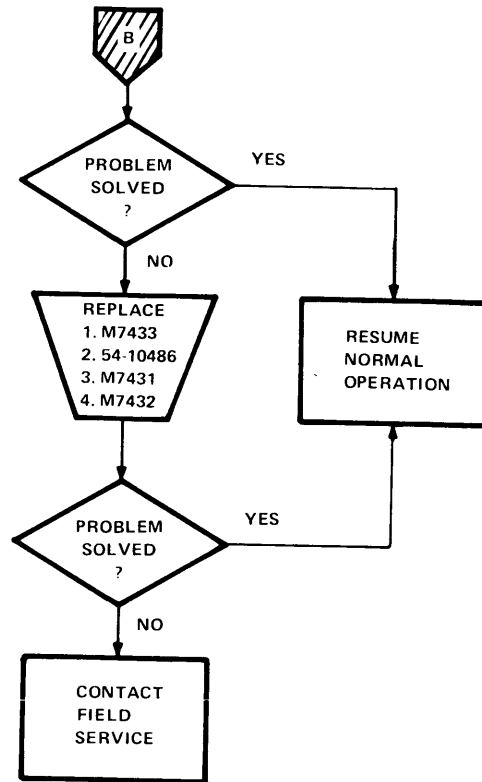 B
PROBLEM
SOLVED
?
YES
NO
REPLACE
1. M7433
2. 54-10486
3. M7431
4. M7432
RESUME
NORMAL
OPERATION
PROBLEM
SOLVED
?
YES
NO
CONTACT
FIELD
SERVICE